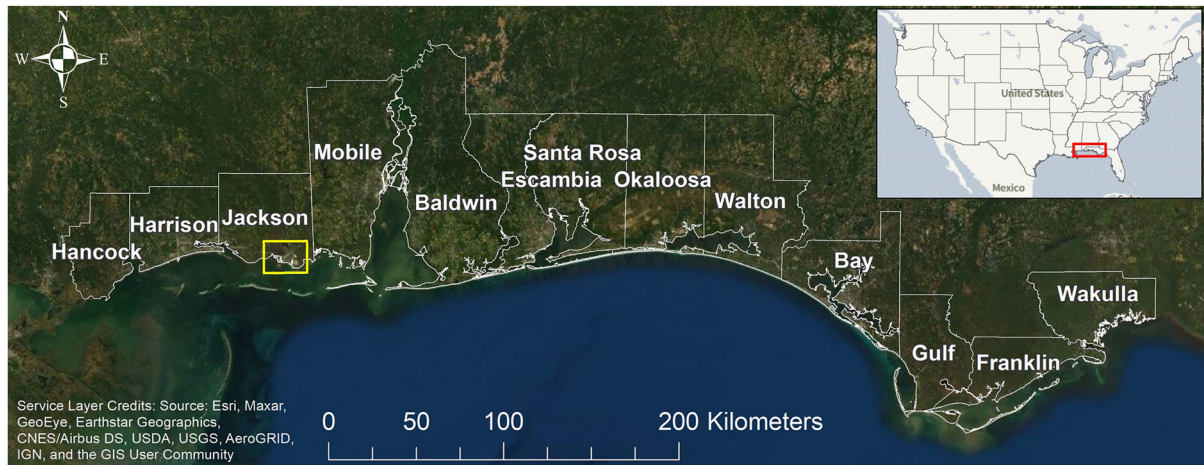 N
W E
S
United States
Mexico
Mobile
Santa Rosa
Escambia Okaloosa
Baldwin
Walton
Harrison
Jackson
Hancock
Bay
Wakulla
Gulf
Franklin
Service Layer Credits: Source: Esri, Maxar,
GeoEye, Earthstar Geographics,
CNES/Airbus DS, USDA, USGS, AeroGRID,
IGN, and the GIS User Community
0 50 100 200 Kilometers